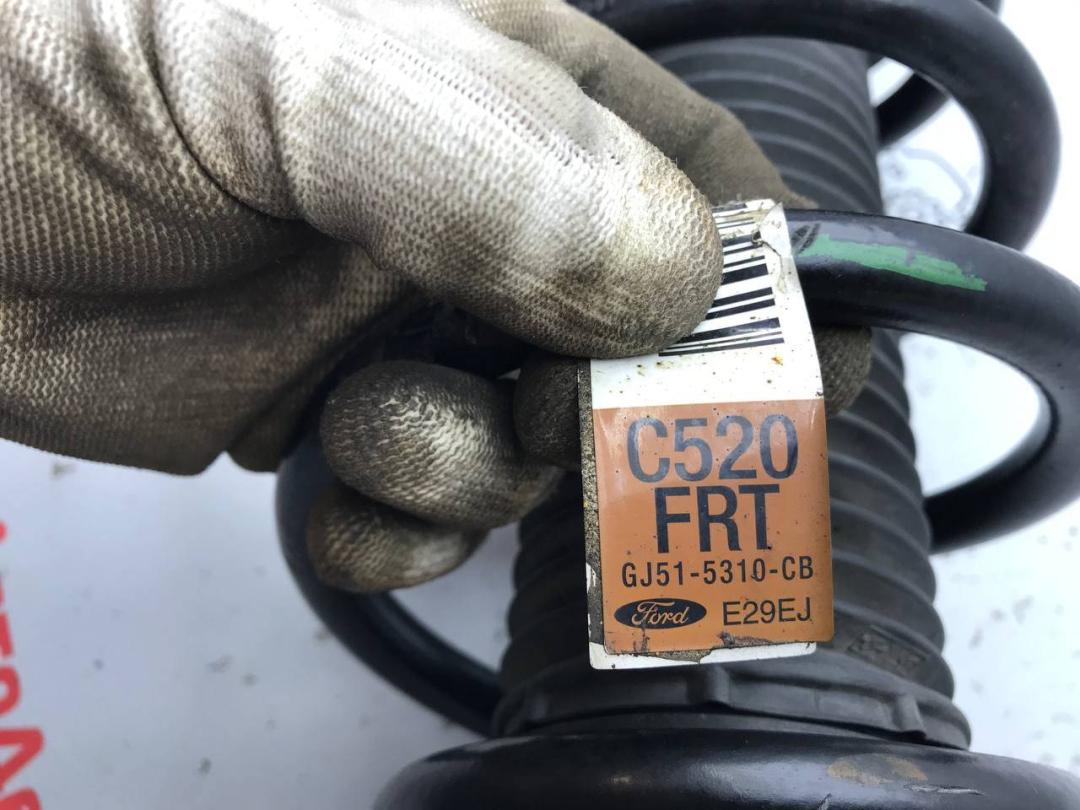 C520
FRT
GJ51-5310-CB
Ford E29EJ